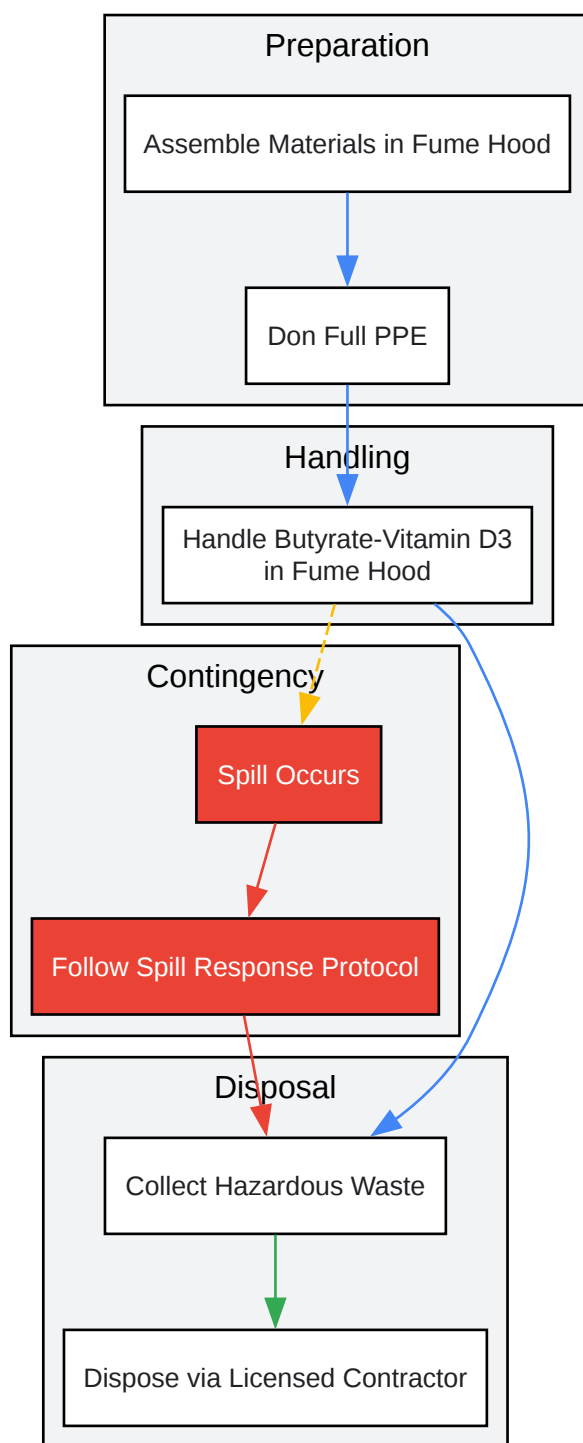 Preparation
Assemble Materials in Fume Hood
Don Full PPE
Handling
Handle Butyrate-Vitamin D3
in Fume Hood
Contingency
Spill Occurs
Follow Spill Response Protocol
Disposal
Collect Hazardous Waste
Dispose via Licensed Contractor